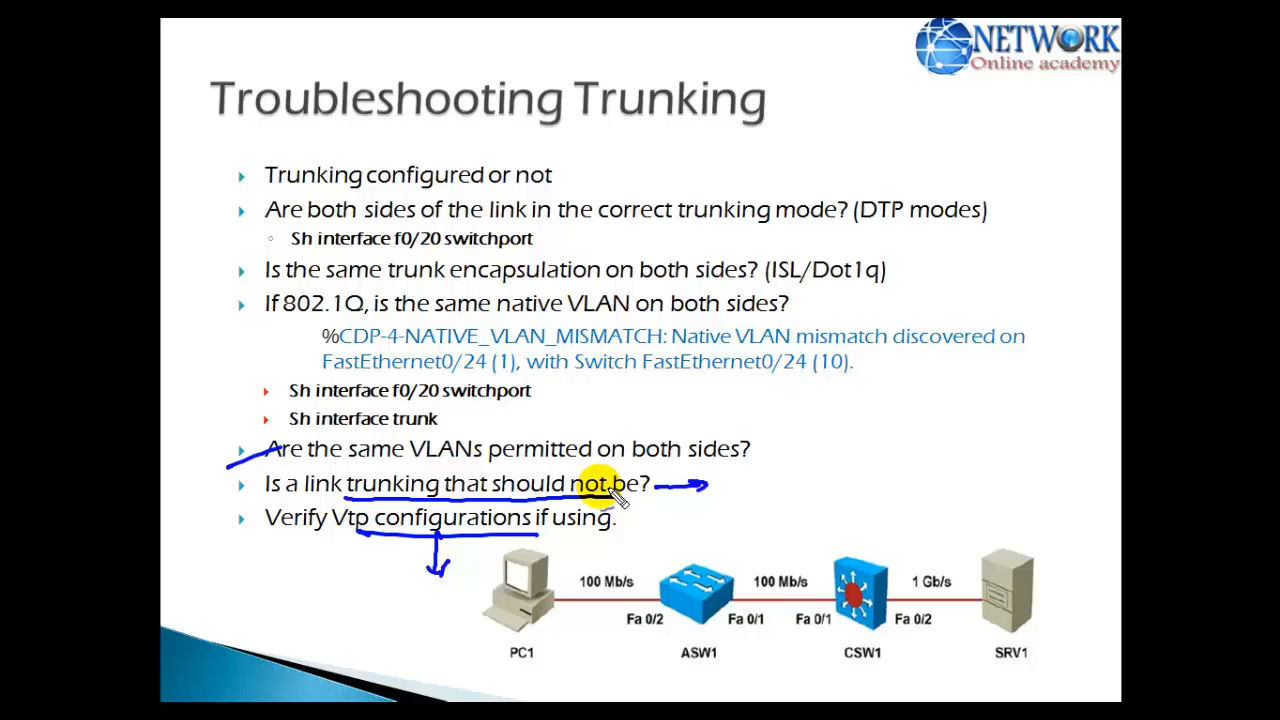 NETWORK
Online academy
Troubleshooting Trunking
Trunking configured or not
Are both sides of the link in the correct trunking mode? (DTP modes)
Sh interface f0/20 switchport
Is the same trunk encapsulation on both sides? (ISL/Dot1q)
If 802.1Q, is the same native VLAN on both sides?
%CDP-4-NATIVE_VLAN_MISMATCH: Native VLAN mismatch discovered on
FastEthernet0/24 (1), with Switch FastEthernet0/24 (10).
Sh interface f0/20 switchport
Sh interface trunk
Are the same VLANs permitted on both sides?
Is a link trunking that should not be?
Verify Vtp configurations if using.
100 Mb/s 100 Mb/s 1 Gb/s
Fa 0/2 Fa 0/1 Fa 0/1 Fa 0/2
PC1 ASW1 CSW1 SRV1